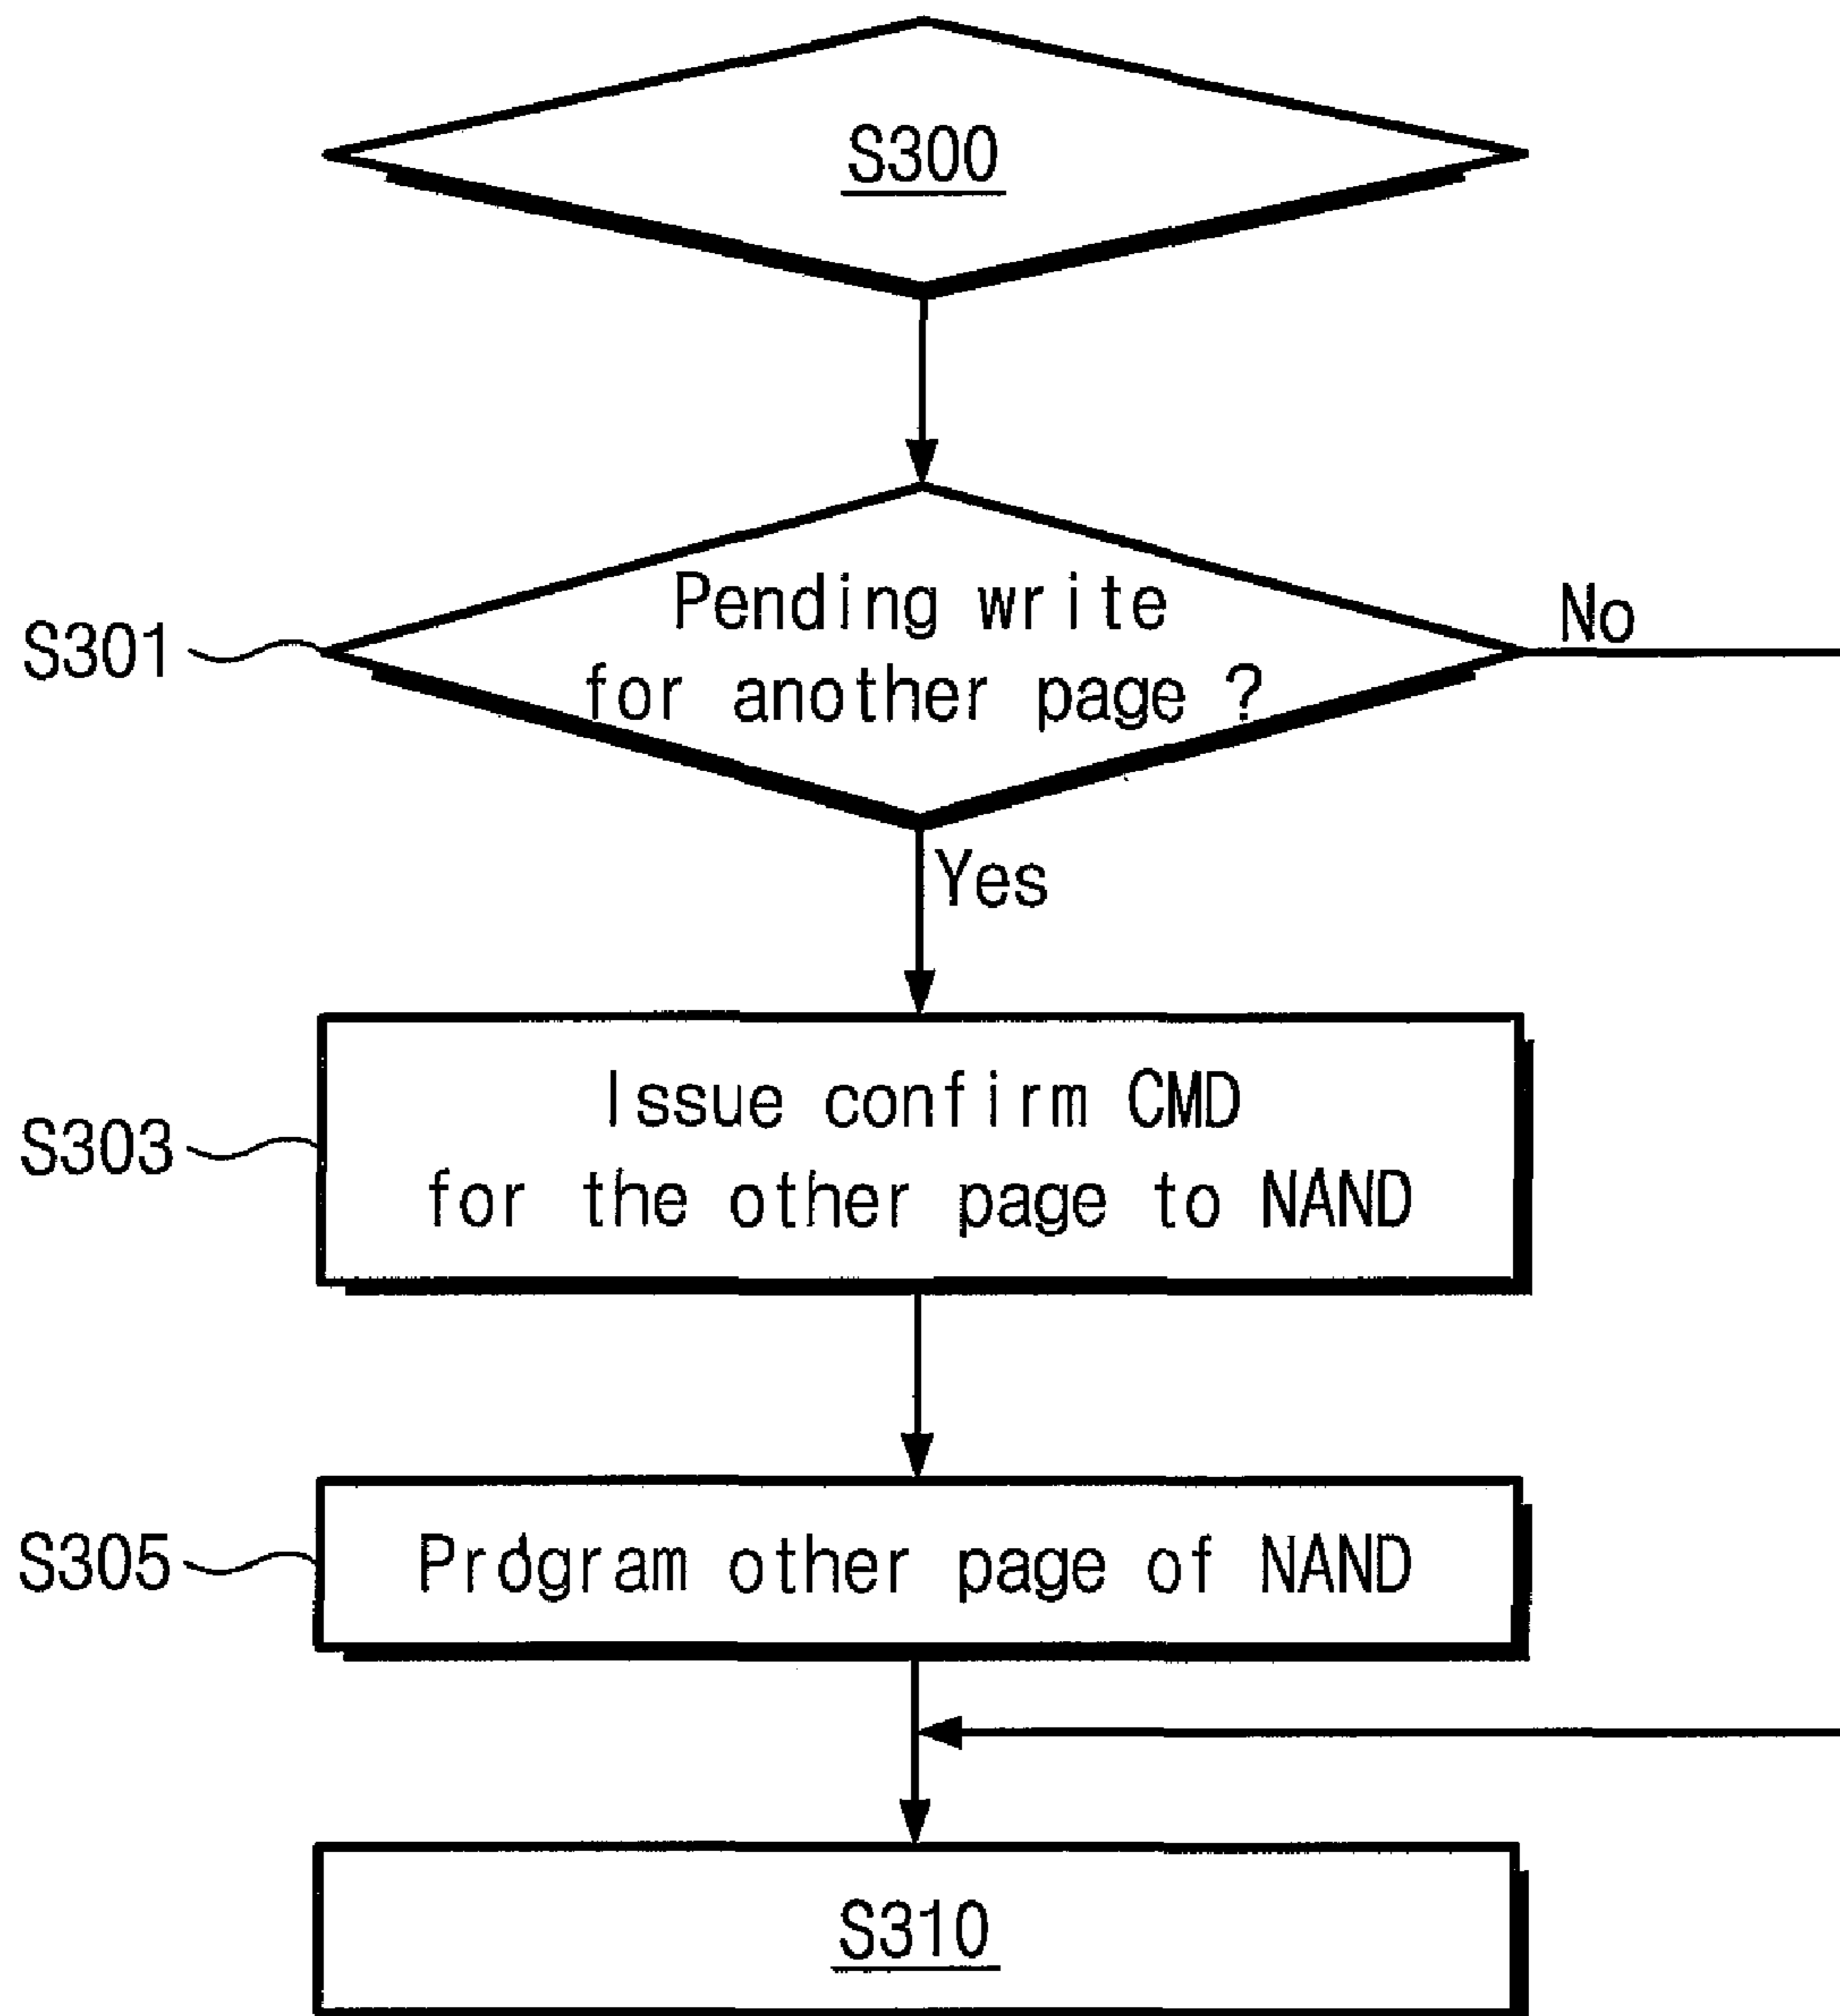 S300
Pending write
for another page ?
No
S301
Yes
Issue confirm CMD
for the other page to NAND
S303
Program other page of NAND
S305
S310